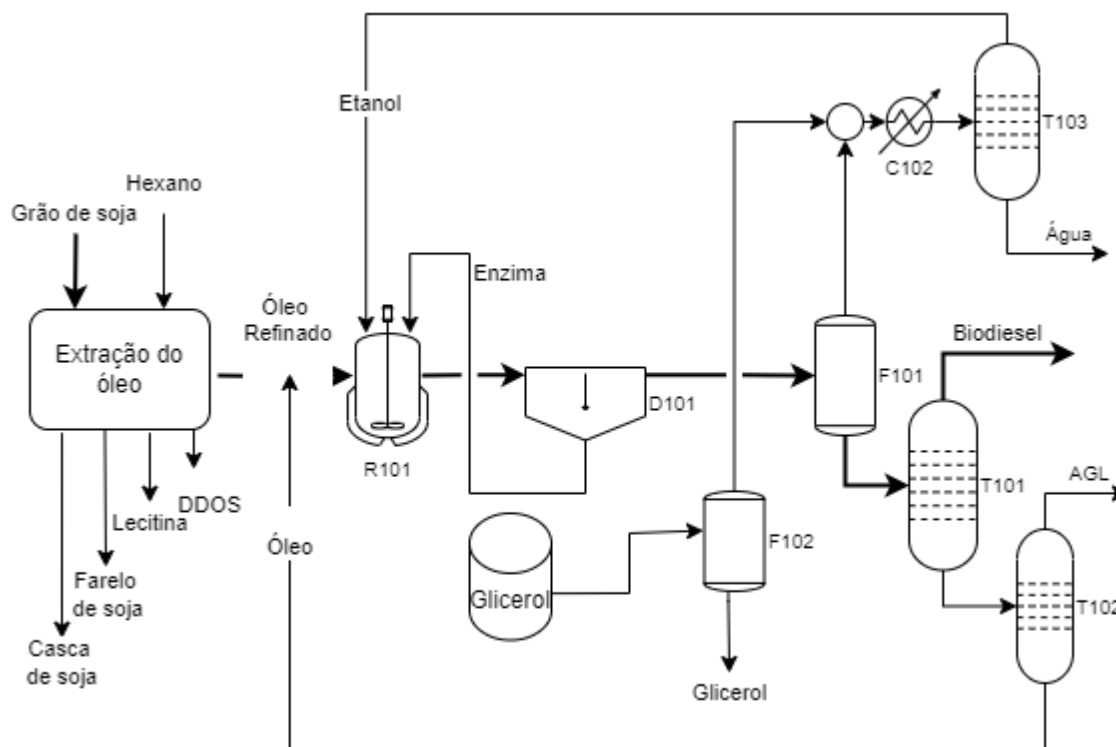 Etanol
T103
C102
Hexano
Grão de soja
Água
Enzima
Óleo
Refinado
Biodiesel
Extração do
óleo
F101
D101
R101
AGL
T101
DDOS
Lecitina
Óleo
F102
Farelo
de soja
Glicerol
T102
Casca
de soja
Glicerol